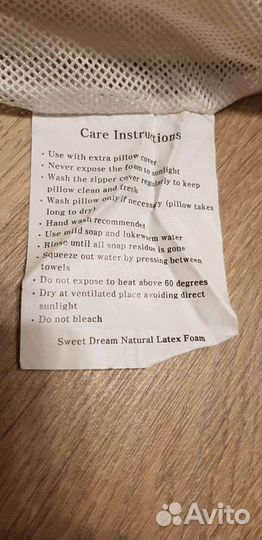 Care Instructions
· Use with extra pillow cover
· Never expose the foam to sunlight
· Wash the zipper cover regularly to keep
pillow clean and fresh
· Wash pillow only if necessary (pillow takes
long to dry)
· Hand wash recommendet
· Use mild soap and lukewarm water
· Rinse until all soap residue is gone
· squeeze out water by pressing between
towels
· Do not expose to heat above 60 degrees
· Dry at ventilated place avoiding direct
sunlight
· Do not bleach
Sweet Dream Natural Latex Foam
Avito